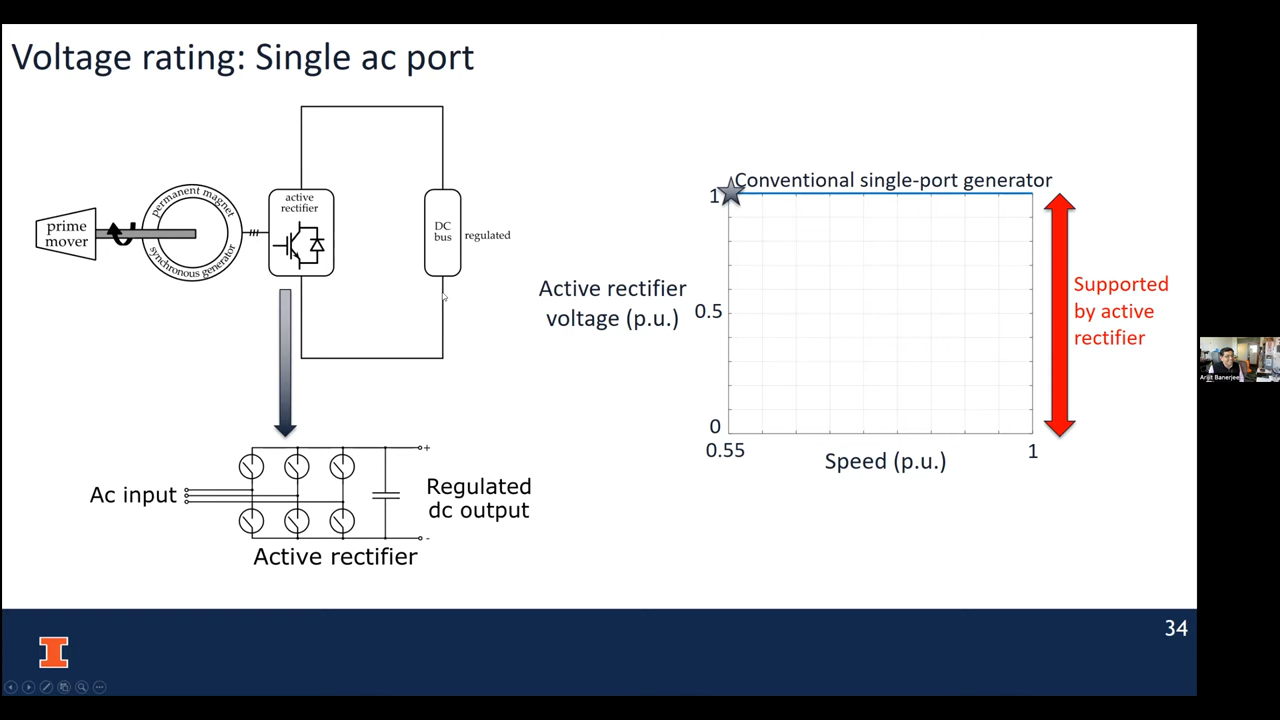 Voltage rating: Single ac port
prime
mover
permanent magnet
synchronous generator
active
rectifier
DC
bus
regulated
Ac input
Regulated
dc output
+
-
Active rectifier
Conventional single-port generator
1
Active rectifier
voltage (p.u.)
0.5
0
0.55
1
Speed (p.u.)
Supported
by active
rectifier
Arijit Banerjee
34
I